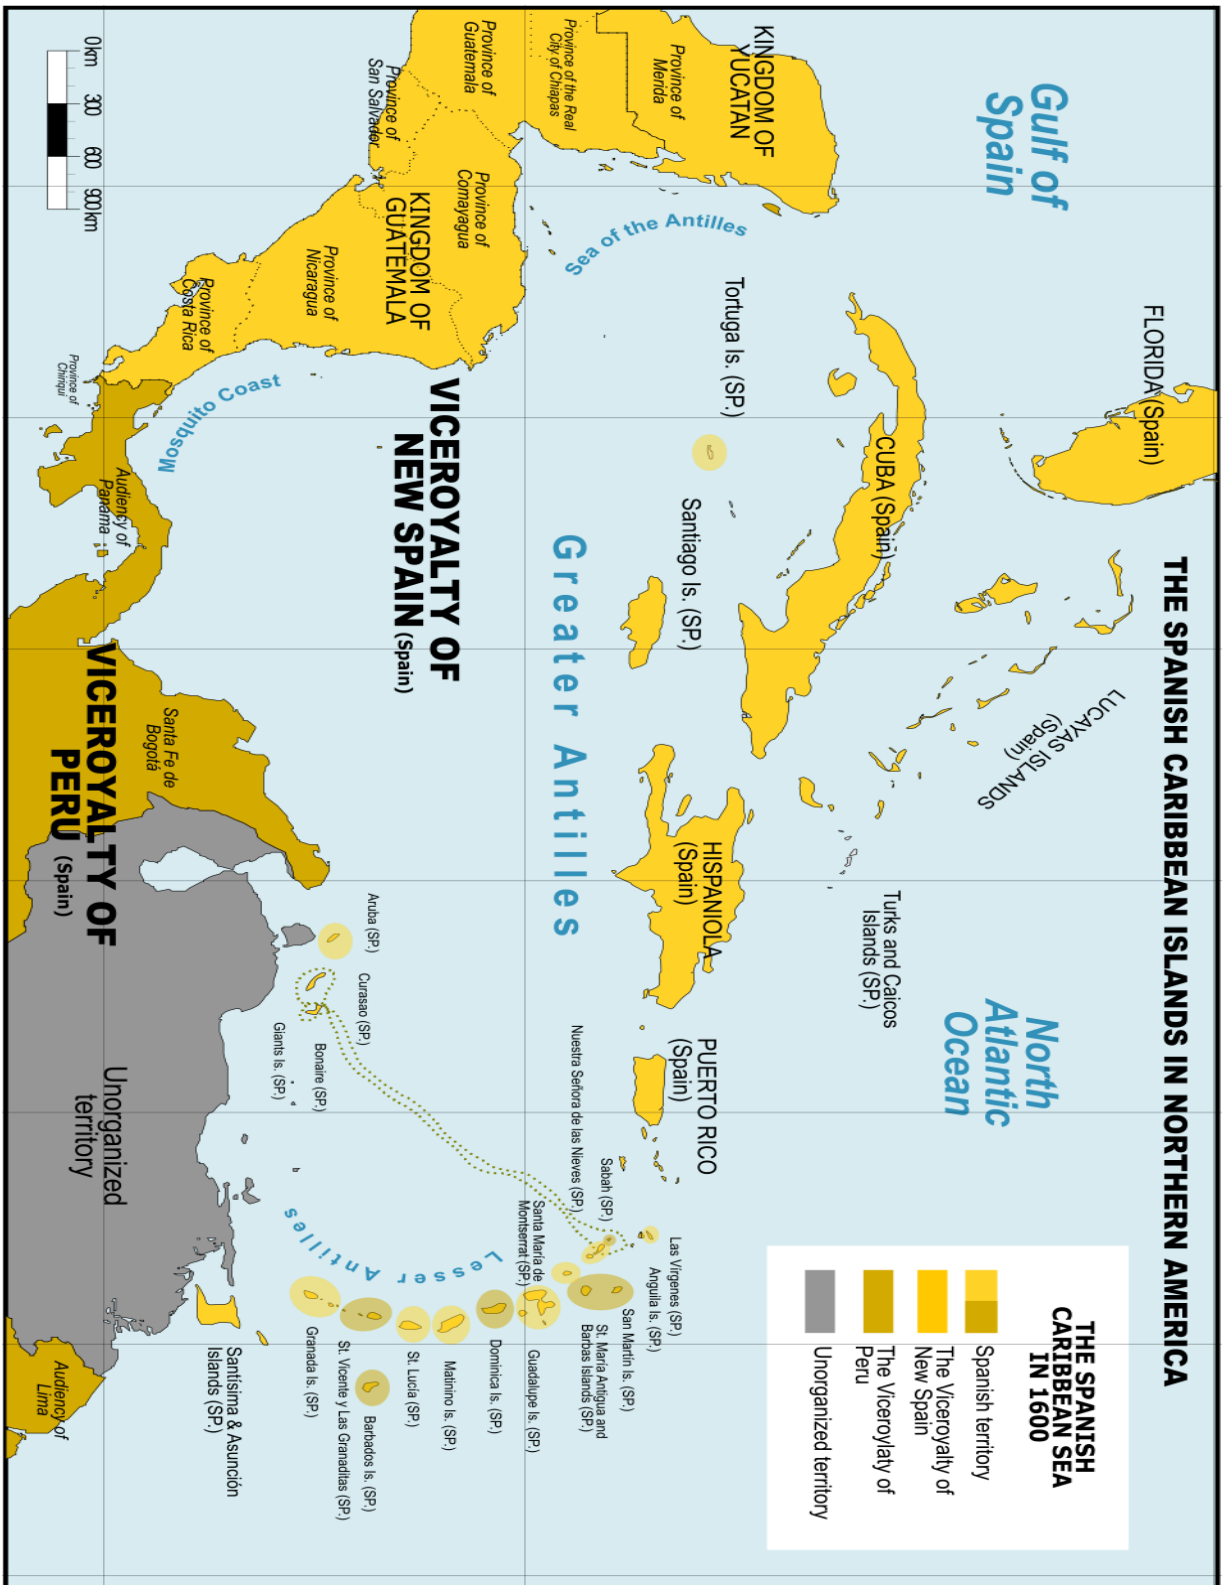 THE SPANISH CARIBBEAN ISLANDS IN NORTHERN AMERICA
Gulf of
Spain
FLORIDA (Spain)
LUCAYAS ISLANDS
(Spain)
North
Atlantic
Ocean
THE SPANISH
CARIBBEAN SEA
IN 1600
Spanish territory
The Viceroyalty of
New Spain
The Viceroylaty of
Peru
Unorganized territory
KINGDOM OF
YUCATAN
Province of
Merida
Province of the Real
City of Chiapas
Sea of the Antilles
Tortuga Is. (SP.)
CUBA (Spain)
Santiago Is. (SP.)
Turks and Caicos
Islands (SP.)
HISPANIOLA
(Spain)
PUERTO RICO
(Spain)
Greater Antilles
Province of
Guatemala
Province of
San Salvador
Province of
Comayagua
KINGDOM OF
GUATEMALA
Province of
Nicaragua
Province of
Costa Rica
Province of
Chiriqui
Mosquito Coast
VICEROYALTY OF
NEW SPAIN (Spain)
Audiency of
Panama
Santa Fe de
Bogotá
VICEROYALTY OF
PERU (Spain)
Unorganized
territory
Aruba (SP.)
Curasao (SP.)
Bonaire (SP.)
Giants Is. (SP.)
Nuestra Señora de las Nieves (SP.)
Sabah (SP.)
Santa María de
Montserrat (SP.)
Las Vírgenes (SP.)
Anguila Is. (SP.)
San Martín Is. (SP.)
St. María Antigua and
Barbas Islands (SP.)
Guadalupe Is. (SP.)
Dominica Is. (SP.)
Matinino Is. (SP.)
St. Lucía (SP.)
Barbados Is. (SP.)
St. Vicente y Las Granaditas (SP.)
Granada Is. (SP.)
Lesser Antilles
Santísima & Asunción
Islands (SP.)
Audiency of
Lima
0km 300 600 900km